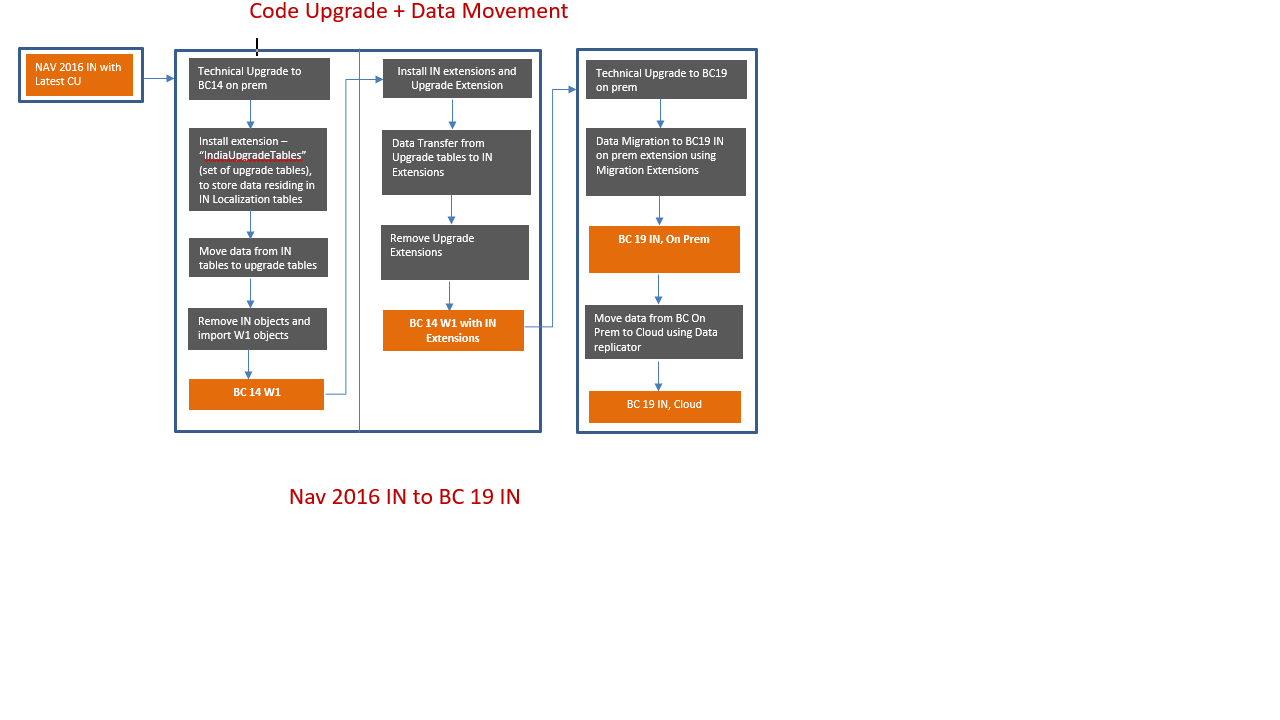 Code Upgrade + Data Movement
NAV 2016 IN with
Latest CU
Technical Upgrade to
BC14 on prem
Install extension –
“IndiaUpgradeTables”
(set of upgrade tables),
to store data residing in
IN Localization tables
Move data from IN
tables to upgrade tables
Remove IN objects and
import W1 objects
BC 14 W1
Install IN extensions and
Upgrade Extension
Data Transfer from
Upgrade tables to IN
Extensions
Remove Upgrade
Extensions
BC 14 W1 with IN
Extensions
Technical Upgrade to BC19
on prem
Data Migration to BC19 IN
on prem extension using
Migration Extensions
BC 19 IN, On Prem
Move data from BC On
Prem to Cloud using Data
replicator
BC 19 IN, Cloud
Nav 2016 IN to BC 19 IN